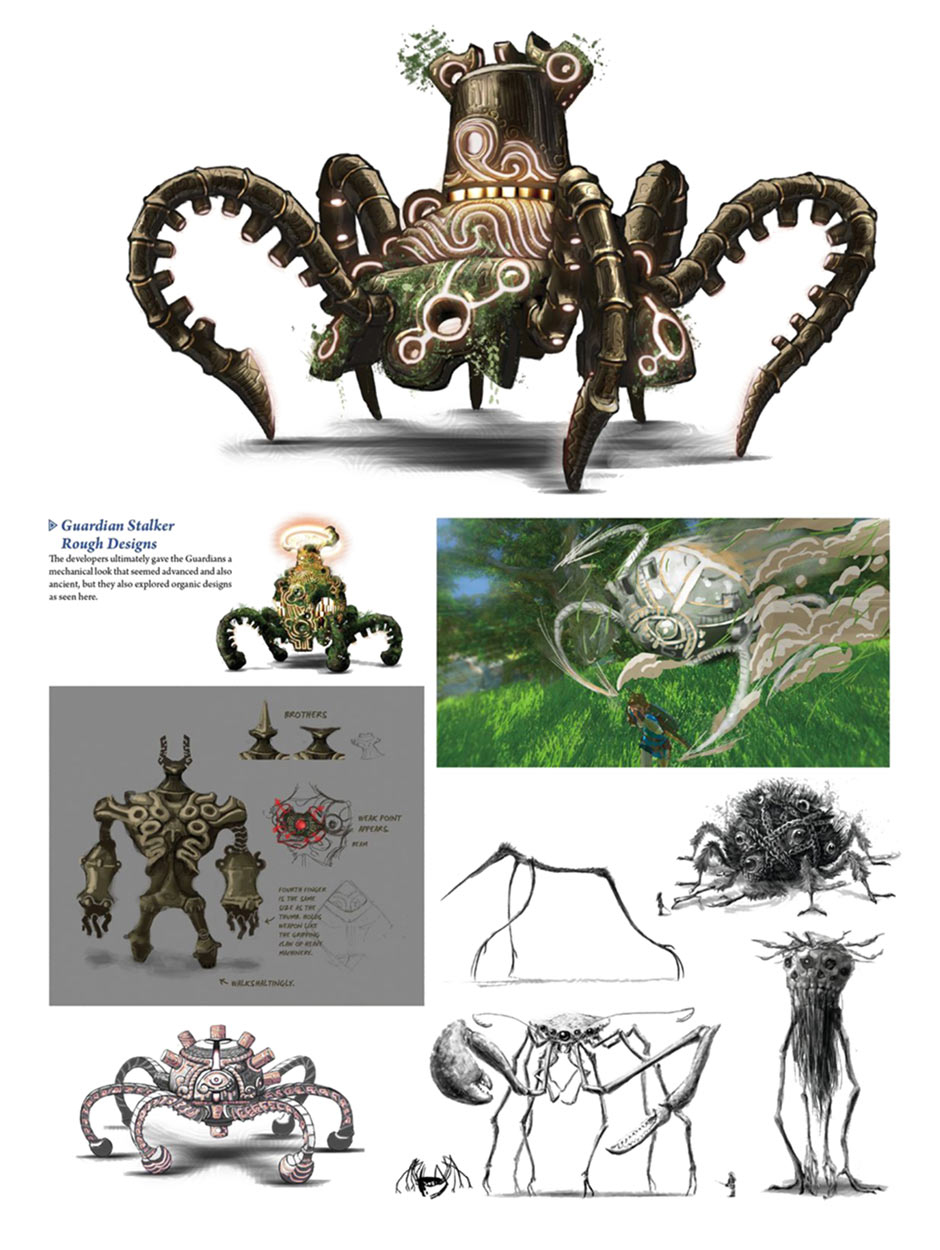 Guardian Stalker
Rough Designs
The developers ultimately gave the Guardians a
mechanical look that seemed advanced and also
ancient, but they also explored organic designs
as seen here.
BROTHERS
WEAK POINT
APPEARS.
BEAM
FOURTH FINGER
IS THE SAME
SIZE AS THE
THUMB. HOLDS
WEAPON LIKE
THE GRIPPING
CLAW OF HEAVY
MACHINERY.
WALKS HALTINGLY.